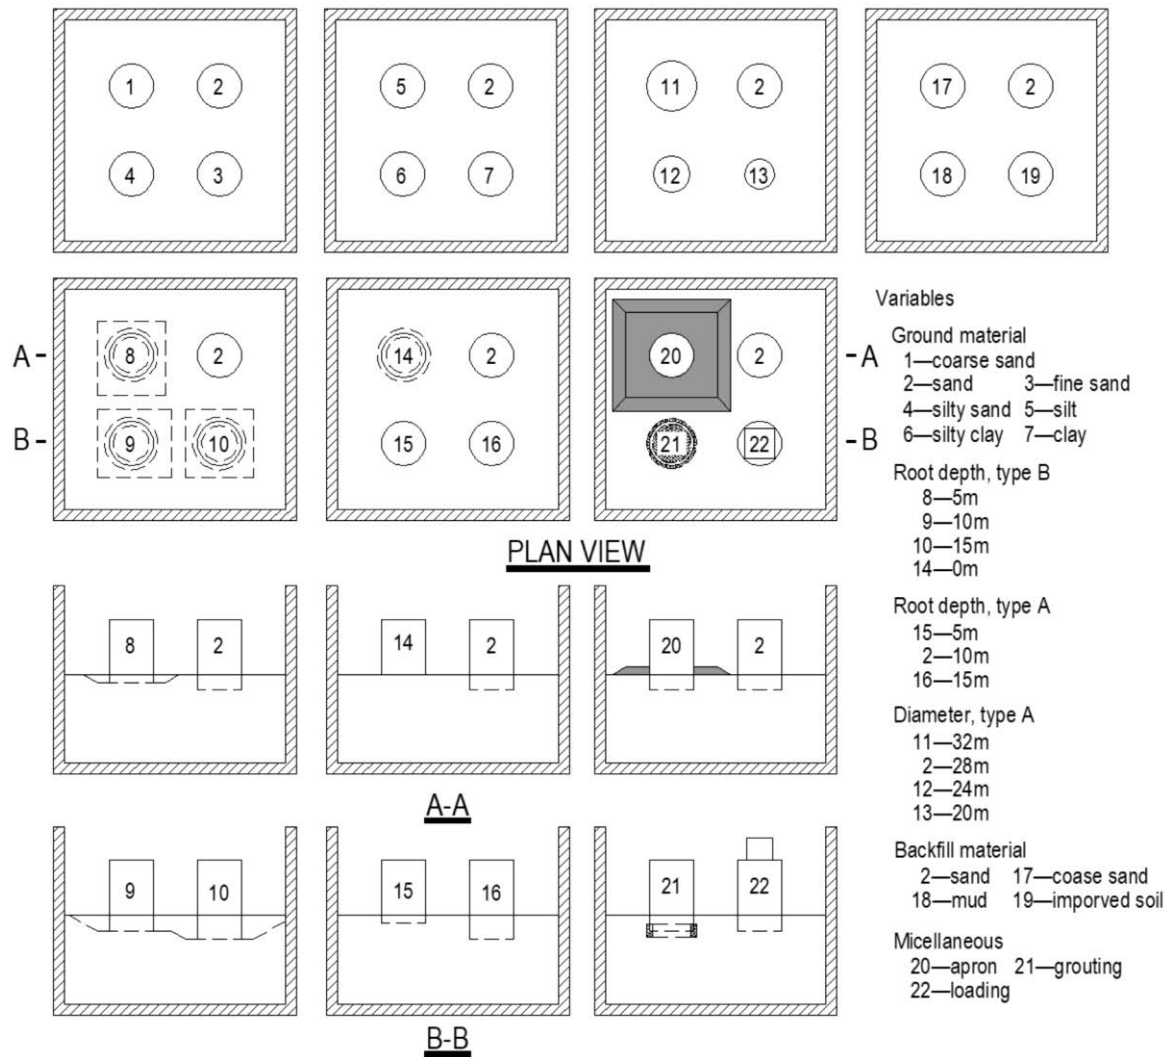 1 2 5 2 11 2 17 2
4 3 6 7 12 13 18 19
A - 8 2 14 2 20 2 - A
B - 9 10 15 16 21 22 - B
PLAN VIEW
8 2 14 2 20 2
A-A
9 10 15 16 21 22
B-B
Variables
Ground material
1—coarse sand
2—sand 3—fine sand
4—silty sand 5—silt
6—silty clay 7—clay
Root depth, type B
8—5m
9—10m
10—15m
14—0m
Root depth, type A
15—5m
2—10m
16—15m
Diameter, type A
11—32m
2—28m
12—24m
13—20m
Backfill material
2—sand 17—coase sand
18—mud 19—imporved soil
Micellaneous
20—apron 21—grouting
22—loading